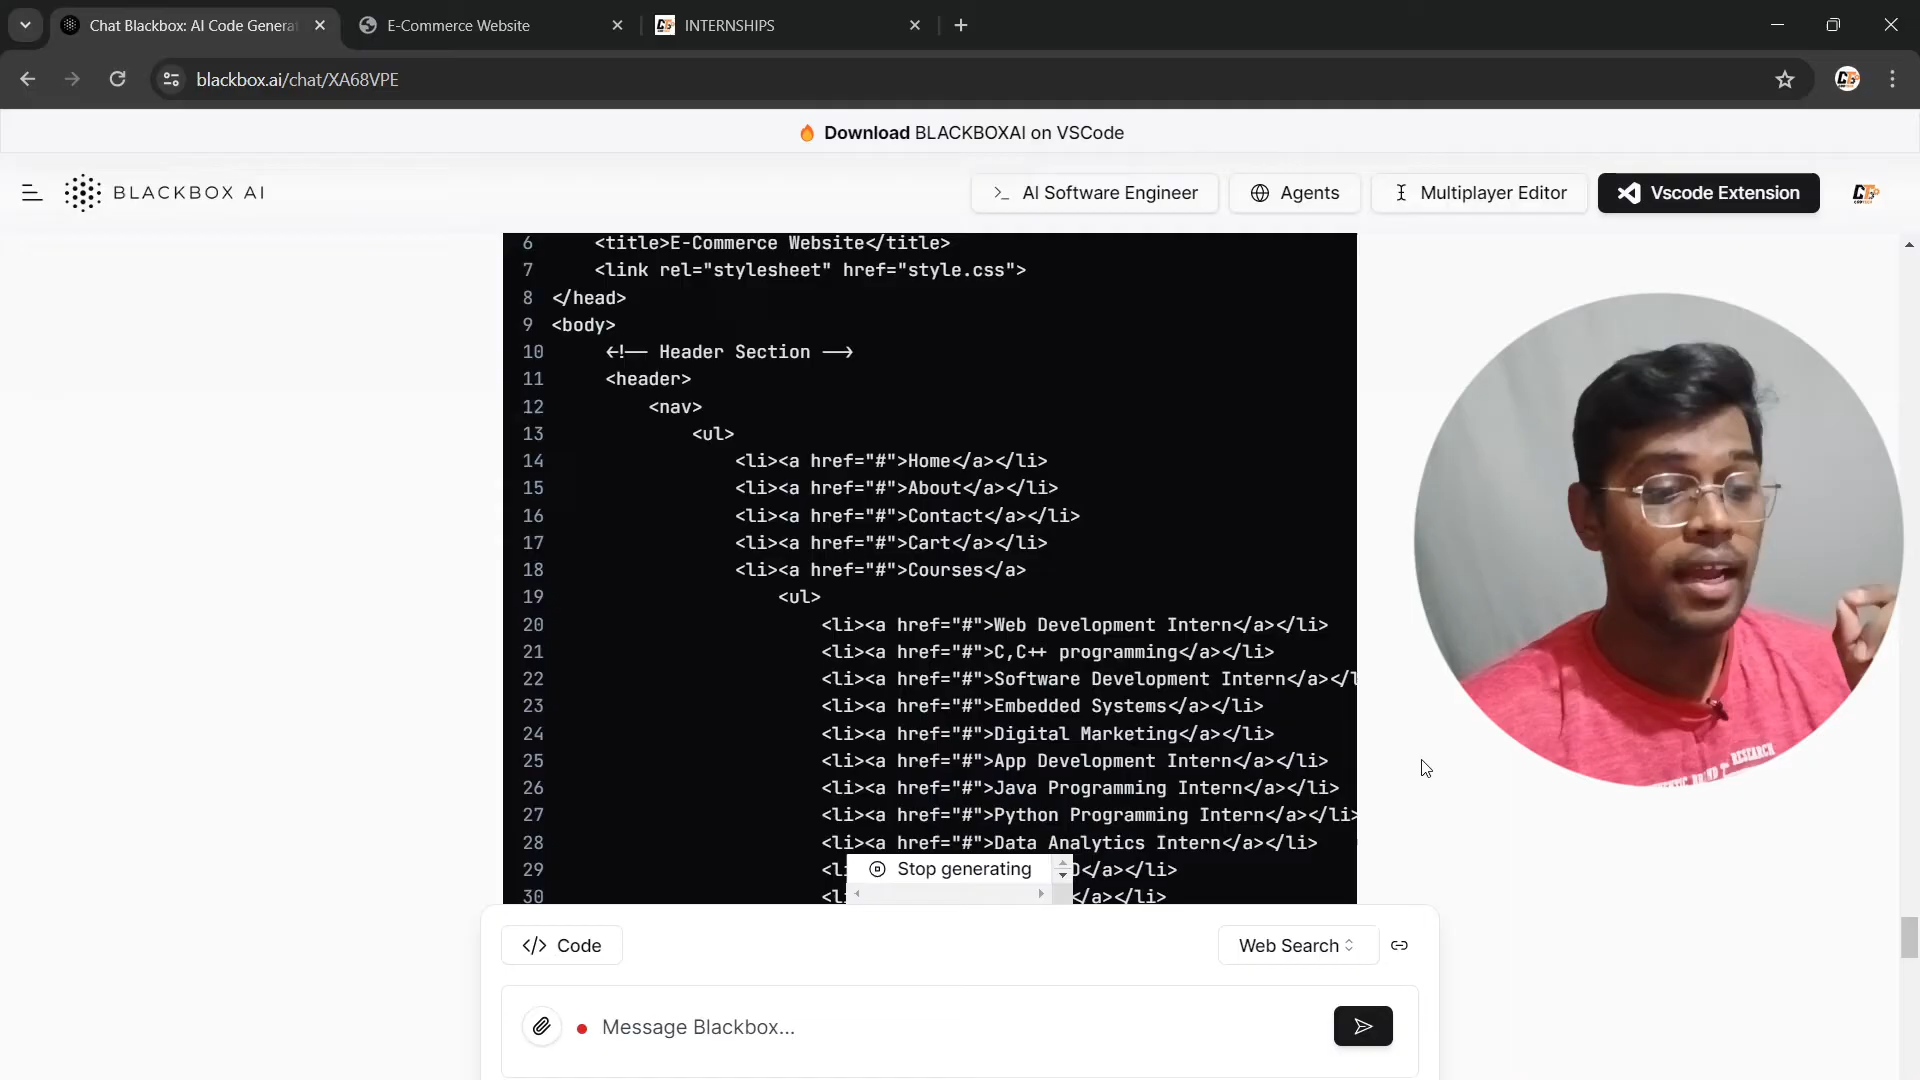 Chat Blackbox: AI Code Genera
E-Commerce Website
INTERNSHIPS
blackbox.ai/chat/XA68VPE
Download BLACKBOXAI on VSCode
BLACKBOX AI
AI Software Engineer
Agents
Multiplayer Editor
Vscode Extension
6 <title>E-Commerce Website</title>
7 <link rel="stylesheet" href="style.css">
8 </head>
9 <body>
10 <!-- Header Section -->
11 <header>
12 <nav>
13 <ul>
14 <li><a href="#">Home</a></li>
15 <li><a href="#">About</a></li>
16 <li><a href="#">Contact</a></li>
17 <li><a href="#">Cart</a></li>
18 <li><a href="#">Courses</a>
19 <ul>
20 <li><a href="#">Web Development Intern</a></li>
21 <li><a href="#">C,C++ programming</a></li>
22 <li><a href="#">Software Development Intern</a></l
23 <li><a href="#">Embedded Systems</a></li>
24 <li><a href="#">Digital Marketing</a></li>
25 <li><a href="#">App Development Intern</a></li>
26 <li><a href="#">Java Programming Intern</a></li>
27 <li><a href="#">Python Programming Intern</a></li>
28 <li><a href="#">Data Analytics Intern</a></li>
29 <li </a></li>
30 <li </a></li>
Stop generating
</> Code
Web Search
Message Blackbox...
RESEARCH